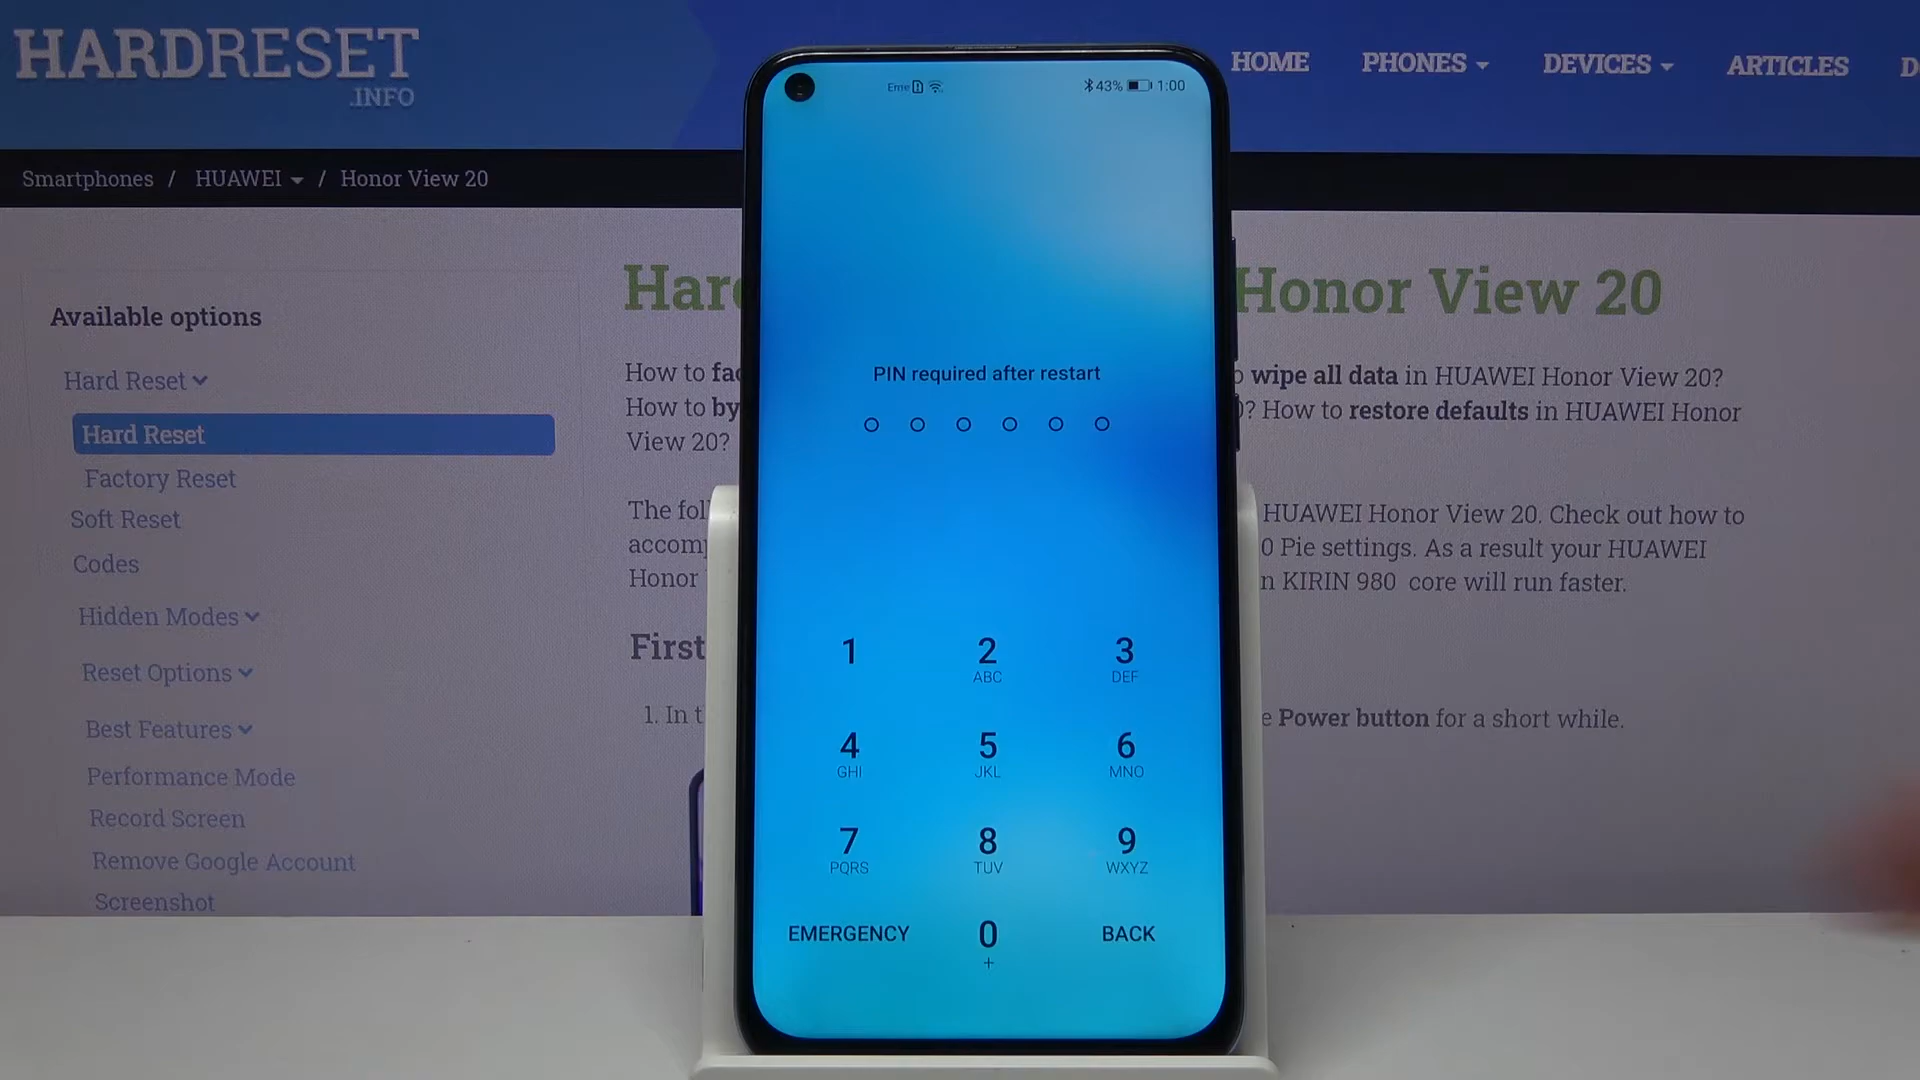 HARDRESET
.INFO
HOME PHONES DEVICES ARTICLES D
Smartphones / HUAWEI / Honor View 20
Available options
Hard Reset
Hard Reset
Factory Reset
Soft Reset
Codes
Hidden Modes
Reset Options
Best Features
Performance Mode
Record Screen
Remove Google Account
Screenshot
Honor View 20
How to
wipe all data in HUAWEI Honor View 20?
How to by
? How to restore defaults in HUAWEI Honor
View 20?
The
HUAWEI Honor View 20. Check out how to
0 Pie settings. As a result your HUAWEI
Honor
KIRIN 980 core will run faster.
First
1. In
Power button for a short while.
Eme
43% 1:00
PIN required after restart
1
2 ABC
3 DEF
4 GHI
5 JKL
6 MNO
7 PQRS
8 TUV
9 WXYZ
EMERGENCY
0 +
BACK